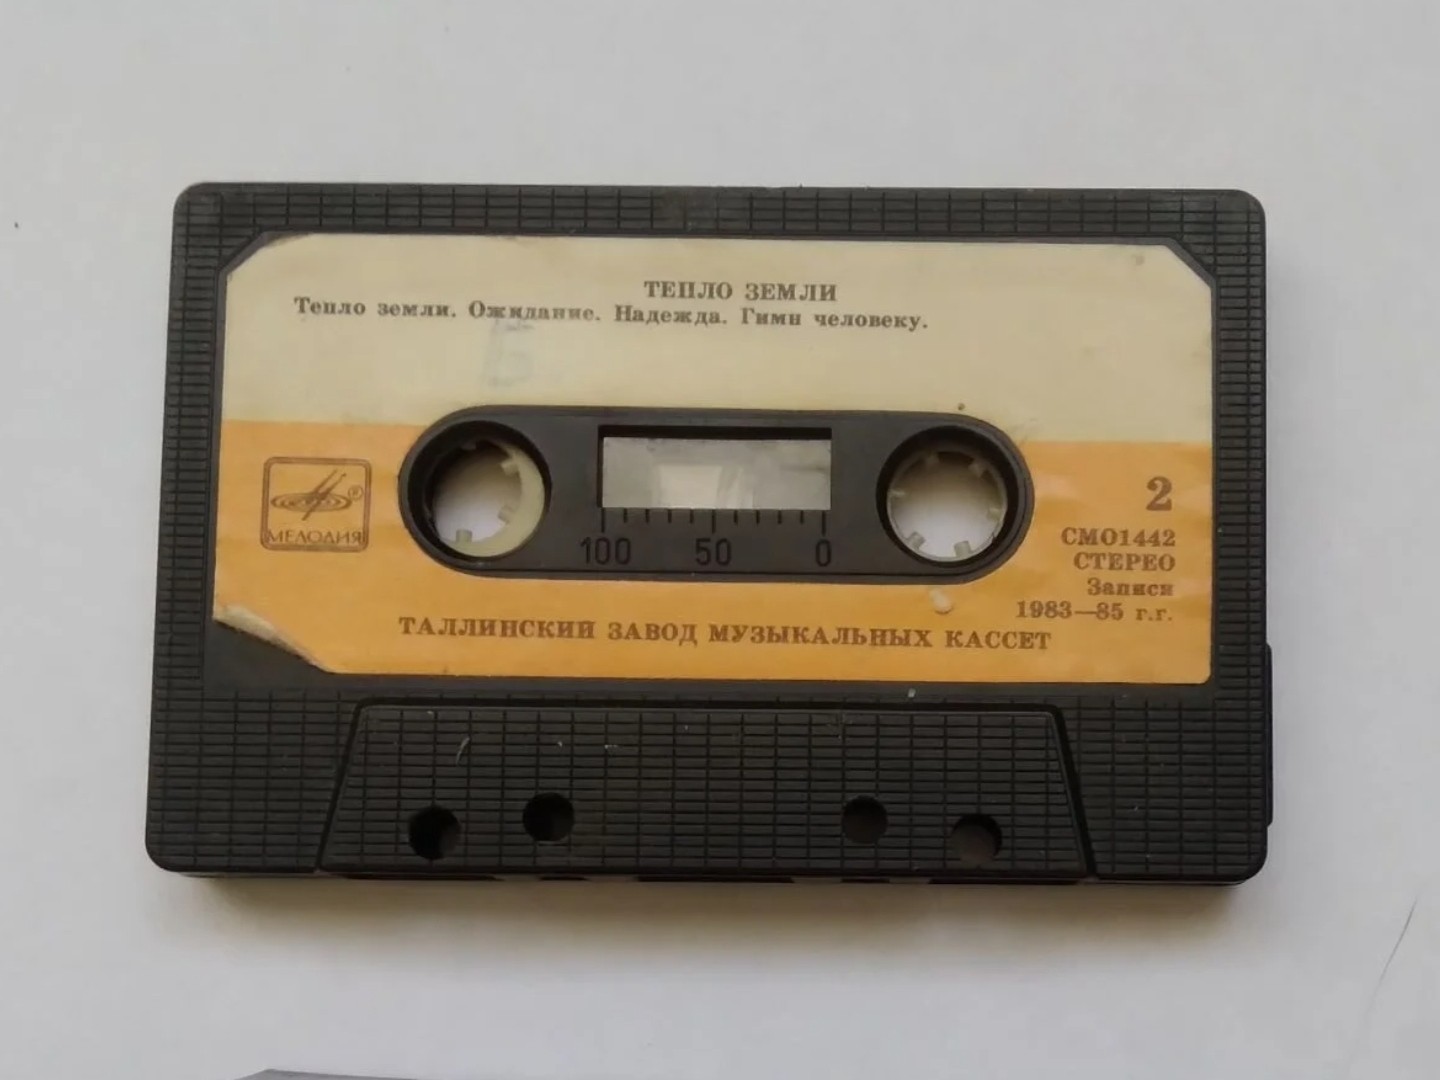 ТЕПЛО ЗЕМЛИ
Тепло земли. Ожидание. Надежда. Гимн человеку.
Б
МЕЛОДИЯ
100 50 0
2
СМО1442
СТЕРЕО
Записи
1983—85 г.г.
ТАЛЛИНСКИЙ ЗАВОД МУЗЫКАЛЬНЫХ КАССЕТ